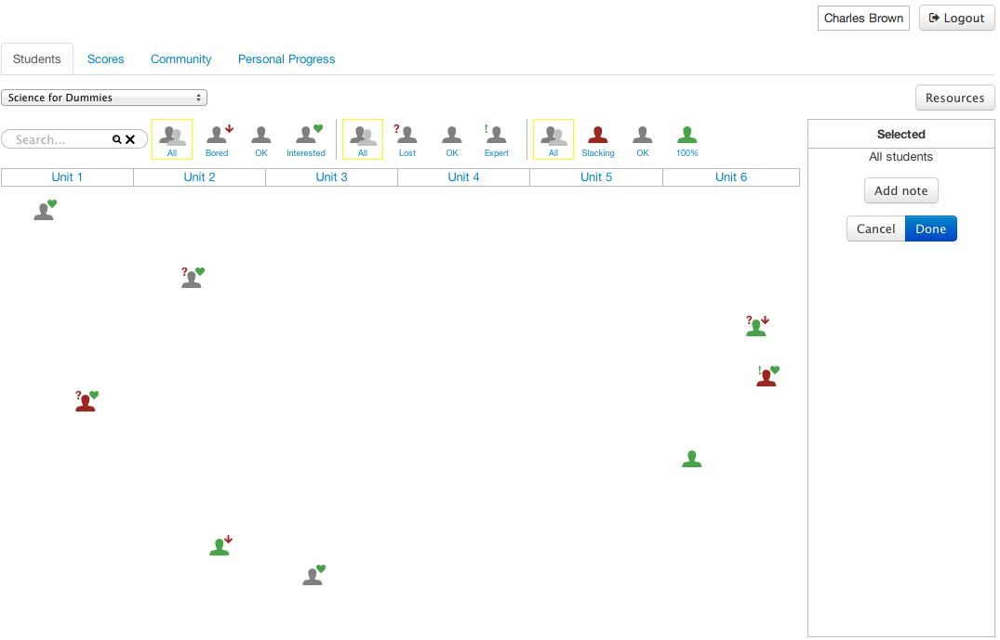 Charles Brown Logout
Students Scores Community Personal Progress
Science for Dummies
Resources
Search...
All Bored OK Interested All Lost OK Expert All Slacking OK 100%
Unit 1 Unit 2 Unit 3 Unit 4 Unit 5 Unit 6
Selected
All students
Add note
Cancel Done